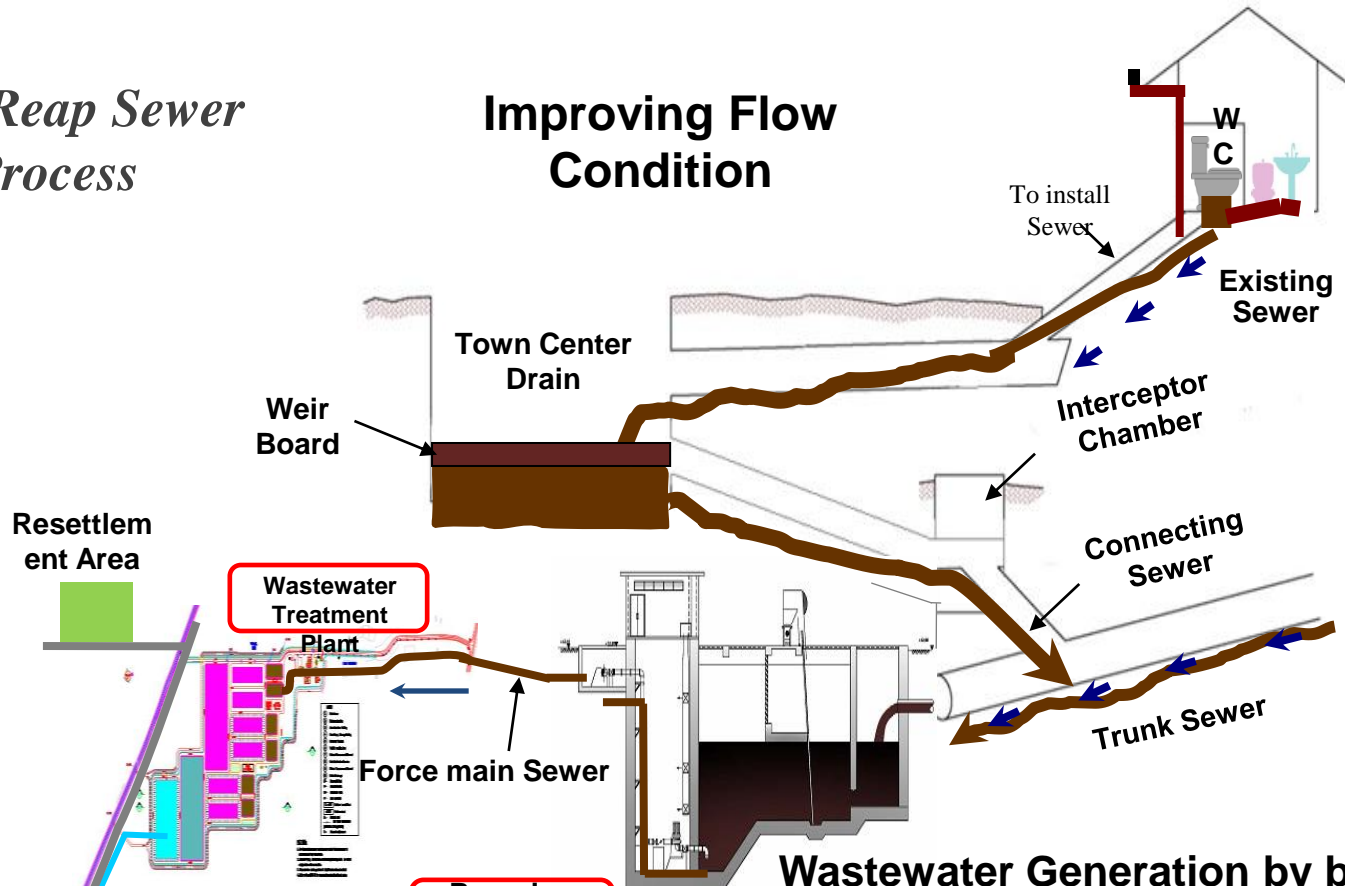 Reap Sewer
Process
Improving Flow
Condition
W
C
To install
Sewer
Existing
Sewer
Town Center
Drain
Weir
Board
Interceptor
Chamber
Resettlem
ent Area
Connecting
Sewer
Wastewater
Treatment
Plant
Trunk Sewer
Force main Sewer
Wastewater Generation by b